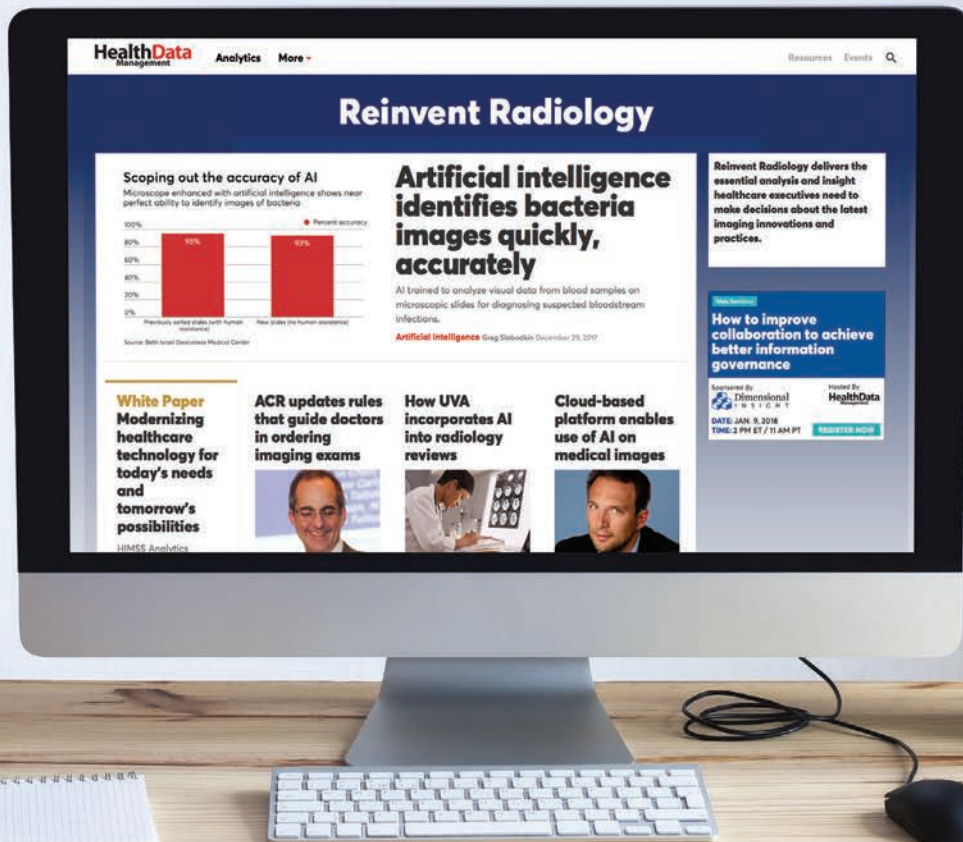 HealthData
Management
Analytics
More
Resources
Events
Reinvent Radiology
Scoping out the accuracy of AI
Microscope enhanced with artificial intelligence shows near
perfect ability to identify images of bacteria
Percent accuracy
100%
80%
60%
40%
20%
0%
95%
93%
Previously sorted slides (with human
assistance)
New slides (no human assistance)
Source: Beth Israel Deaconess Medical Center
Artificial intelligence
identifies bacteria
images quickly,
accurately
AI trained to analyze visual data from blood samples on
microscopic slides for diagnosing suspected bloodstream
infections.
Artificial intelligence Greg Slabodkin December 29, 2017
Reinvent Radiology delivers the
essential analysis and insight
healthcare executives need to
make decisions about the latest
imaging innovations and
practices.
Web Seminar
How to improve
collaboration to achieve
better information
governance
Sponsored By
Dimensional
INSIGHT
Hosted By
HealthData
Management
DATE: JAN. 9, 2018
TIME: 2 PM ET / 11 AM PT
REGISTER NOW
White Paper
Modernizing
healthcare
technology for
today's needs
and
tomorrow's
possibilities
HIMSS Analytics
ACR updates rules
that guide doctors
in ordering
imaging exams
How UVA
incorporates AI
into radiology
reviews
Cloud-based
platform enables
use of AI on
medical images